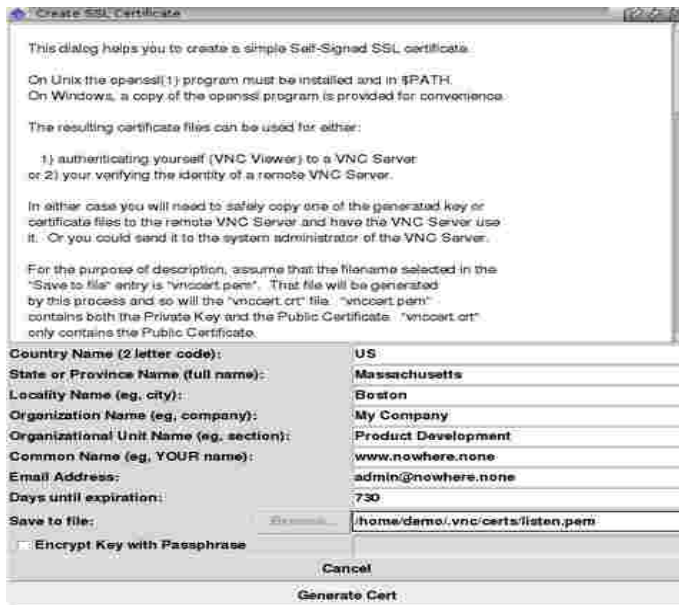 Create SSL Certificate
This dialog helps you to create a simple Self-Signed SSL certificate.
On Unix the openssl(1) program must be installed and in $PATH.
On Windows, a copy of the openssl program is provided for convenience.
The resulting certificate files can be used for either:
1) authenticating yourself (VNC Viewer) to a VNC Server
or 2) your verifying the identity of a remote VNC Server.
In either case you will need to safely copy one of the generated key or
certificate files to the remote VNC Server and have the VNC Server use
it. Or you could send it to the system administrator of the VNC Server.
For the purpose of description, assume that the filename selected in the
"Save to file" entry is "vnccert.pem". That file will be generated
by this process and so will the "vnccert.crt" file. "vnccert.pem"
contains both the Private Key and the Public Certificate. "vnccert.crt"
only contains the Public Certificate.
Country Name (2 letter code): US
State or Province Name (full name): Massachusetts
Locality Name (eg, city): Boston
Organization Name (eg, company): My Company
Organizational Unit Name (eg, section): Product Development
Common Name (eg, YOUR name): www.nowhere.none
Email Address: admin@nowhere.none
Days until expiration: 730
Save to file: Browse... /home/demo/.vnc/certs/listen.pem
Encrypt Key with Passphrase
Cancel
Generate Cert